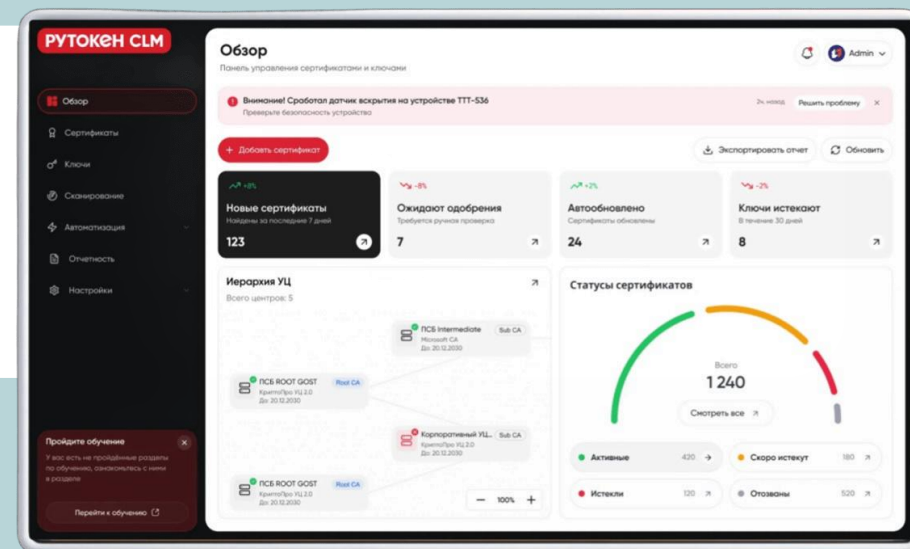 РУТОКЕН CLM
Обзор
Сертификаты
Ключи
Сканирование
Автоматизация
Отчетность
Настройки
Пройдите обучение
У вас есть не пройденные разделы
по обучению, ознакомьтесь с ними
в разделе
Перейти к обучению
Обзор
Панель управления сертификатами и ключами
Admin
Внимание! Сработал датчик вскрытия на устройстве ТТТ-536
Проверьте безопасность устройства
2ч. назад
Решить проблему
+ Добавть сертификат
Экспортировать отчет
Обновить
+8%
Новые сертификаты
Найдены за последние 7 дней
123
-8%
Ожидают одобрения
Требуется ручная проверка
7
+2%
Автообновлено
Сертификаты обновлены
24
-2%
Ключи истекают
В течение 30 дней
8
Иерархия УЦ
Всего центров: 5
ПСБ Intermediate
Sub CA
Microsoft CA
До: 20.12.2030
ПСБ ROOT GOST
Root CA
КриптоПро УЦ 2.0
До: 20.12.2030
Корпоративный УЦ...
Sub CA
КриптоПро УЦ 2.0
До: 20.12.2030
ПСБ ROOT GOST
Root CA
КриптоПро УЦ 2.0
До: 20.12.2030
− 100% +
Статусы сертификатов
Всего
1 240
Смотреть все
Активные 420
Скоро истекут 180
Истекли 120
Отозваны 520